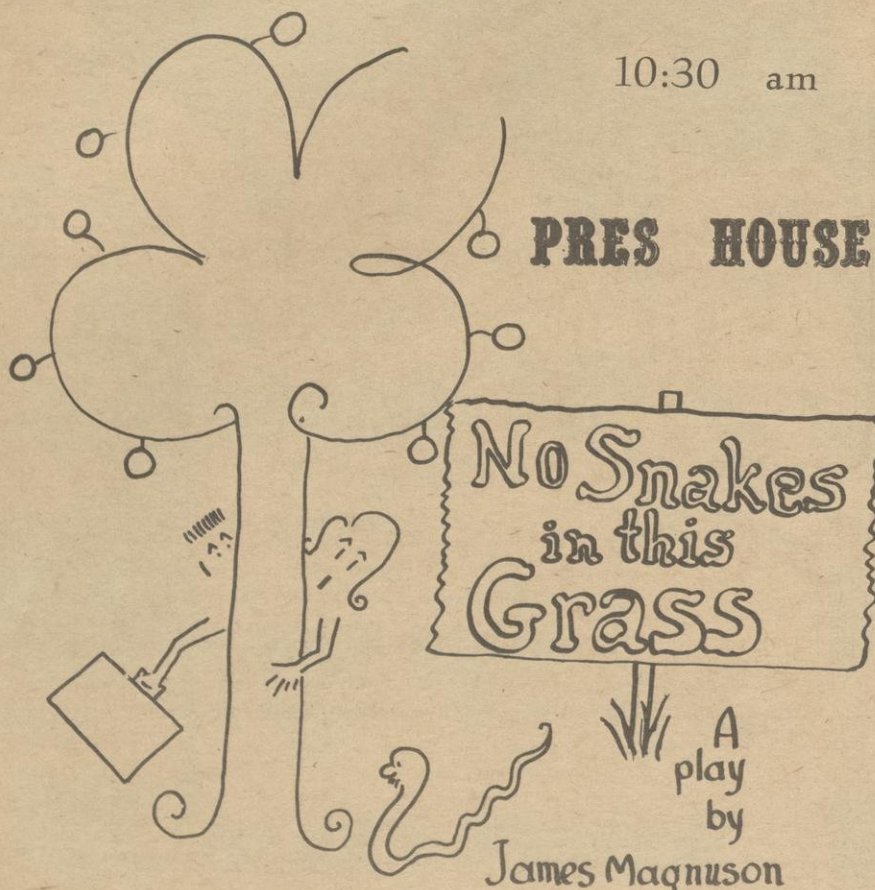 10:30 am
PRES HOUSE
No Snakes
in this
Grass
A
play
by
James Magnuson